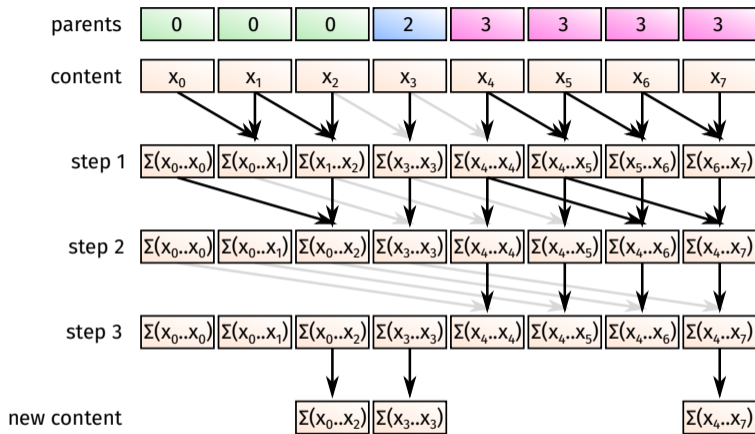 parents 0 0 0 2 3 3 3 3
content x₀ x₁ x₂ x₃ x₄ x₅ x₆ x₇
step 1 Σ(x₀..x₀) Σ(x₀..x₁) Σ(x₁..x₂) Σ(x₃..x₃) Σ(x₄..x₄) Σ(x₄..x₅) Σ(x₅..x₆) Σ(x₆..x₇)
step 2 Σ(x₀..x₀) Σ(x₀..x₁) Σ(x₀..x₂) Σ(x₃..x₃) Σ(x₄..x₄) Σ(x₄..x₅) Σ(x₄..x₆) Σ(x₄..x₇)
step 3 Σ(x₀..x₀) Σ(x₀..x₁) Σ(x₀..x₂) Σ(x₃..x₃) Σ(x₄..x₄) Σ(x₄..x₅) Σ(x₄..x₆) Σ(x₄..x₇)
new content Σ(x₀..x₂) Σ(x₃..x₃) Σ(x₄..x₇)